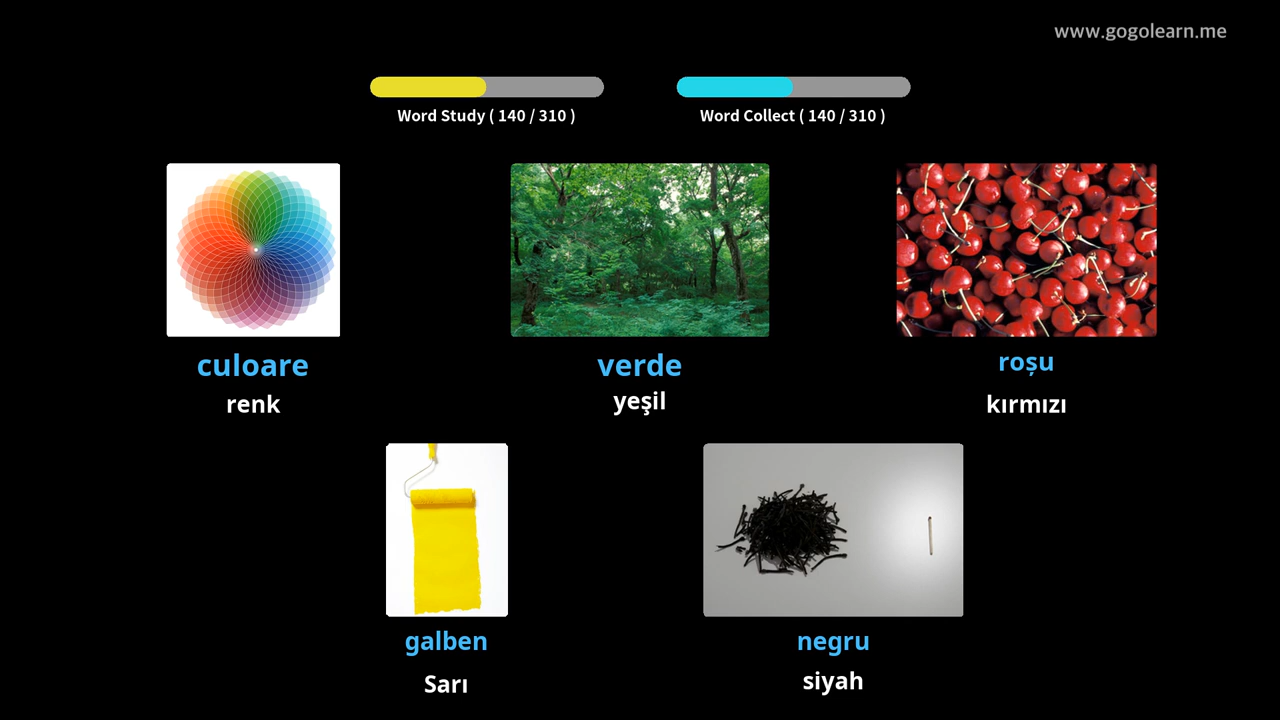 www.gogolearn.me
Word Study ( 140 / 310 )
Word Collect ( 140 / 310 )
culoare
verde
roșu
renk
yeşil
kırmızı
galben
negru
Sarı
siyah